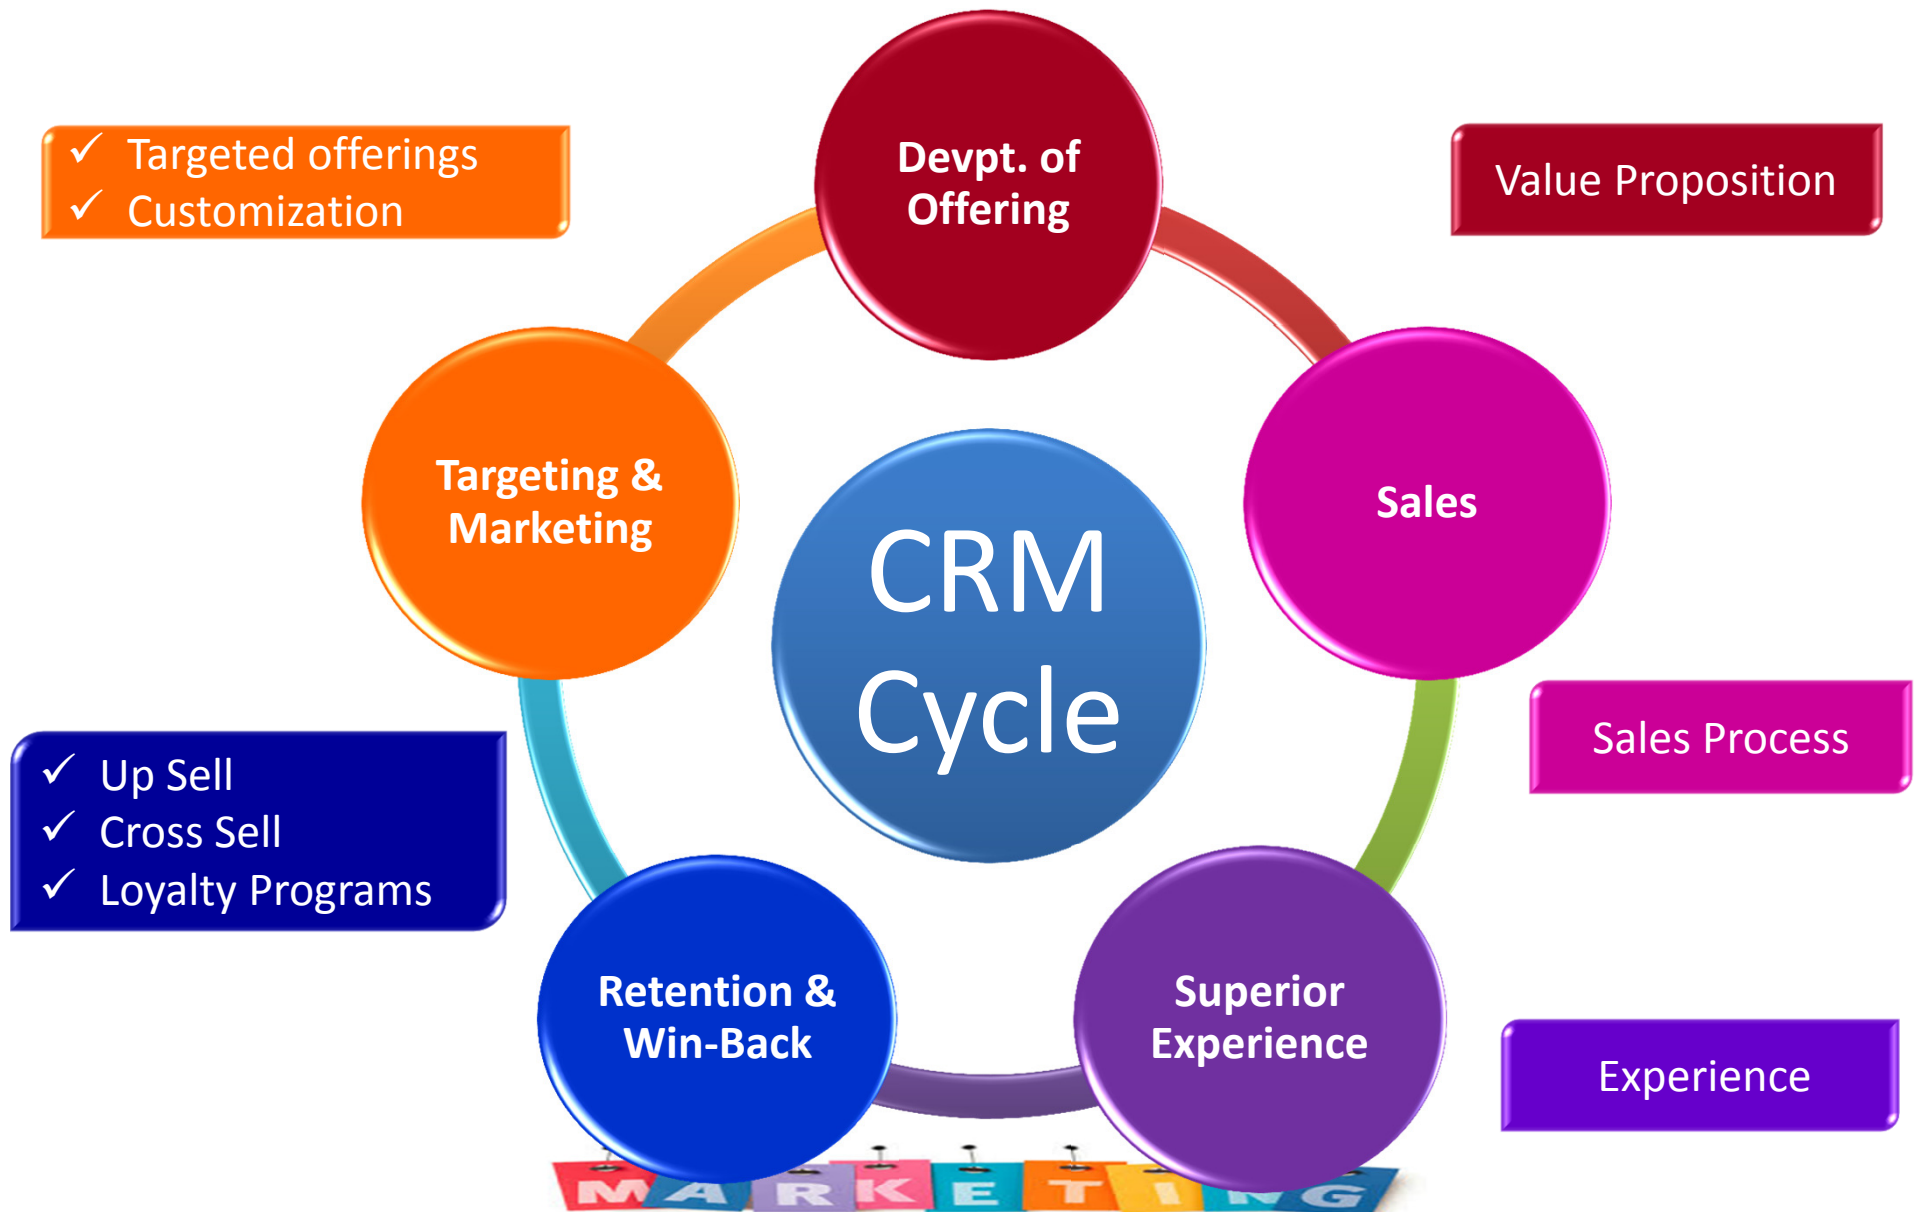 Devpt. of
Offering
✓ Targeted offerings
✓ Customization
Value Proposition
Targeting &
Marketing
Sales
CRM
Cycle
Sales Process
✓ Up Sell
✓ Cross Sell
✓ Loyalty Programs
Retention &
Win-Back
Superior
Experience
Experience
MARKETING